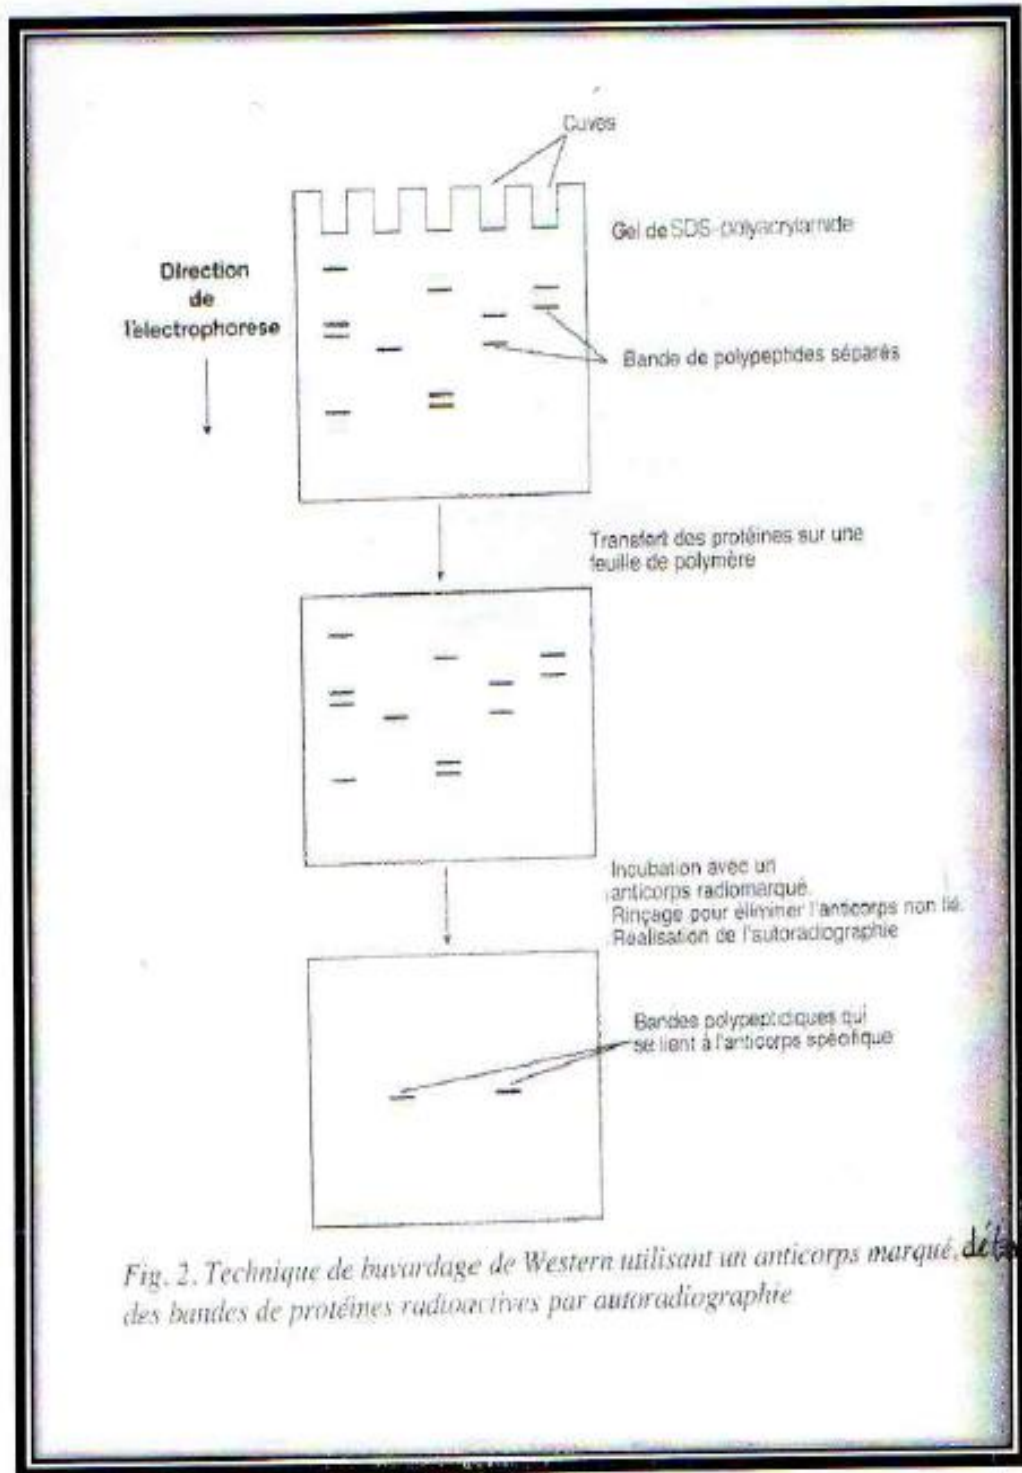 Cuves
Gel de SDS-polyacrylamide
Direction
de
l'electrophorese
Bande de polypeptides séparés
Transfert des protéines sur une
feuille de polymère
Incubation avec un
anticorps radiomarqué.
Rinçage pour éliminer l'anticorps non lié.
Réalisation de l'autoradiographie
Bandes polypeptidiques qui
se lient à l'anticorps spécifique
Fig. 2. Technique de buvardage de Western utilisant un anticorps marqué,
des bandes de protéines radioactives par autoradiographie